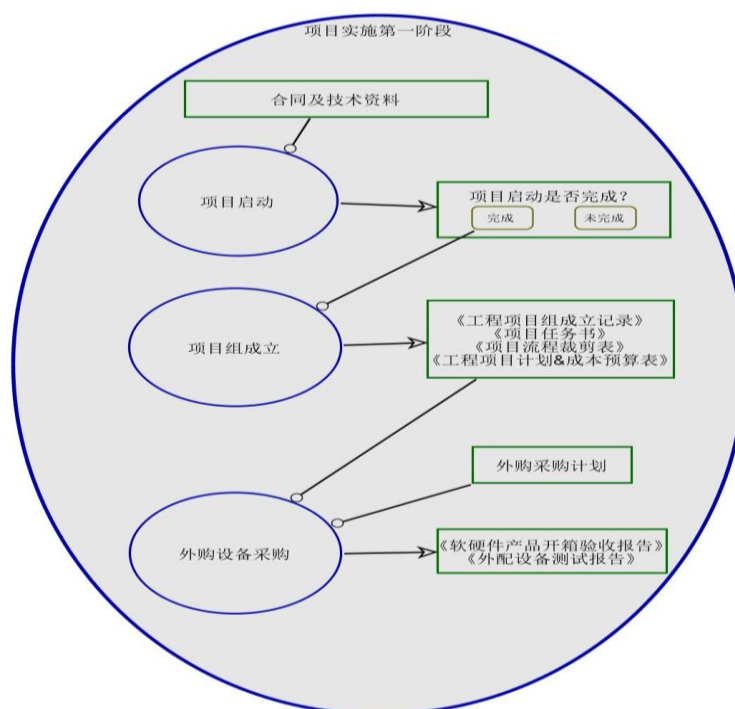 项目实施第一阶段
合同及技术资料
项目启动
项目启动是否完成？
完成
未完成
项目组成立
《工程项目组成立记录》
《项目任务书》
《项目流程裁剪表》
《工程项目计划&成本预算表》
外购采购计划
外购设备采购
《软硬件产品开箱验收报告》
《外配设备测试报告》